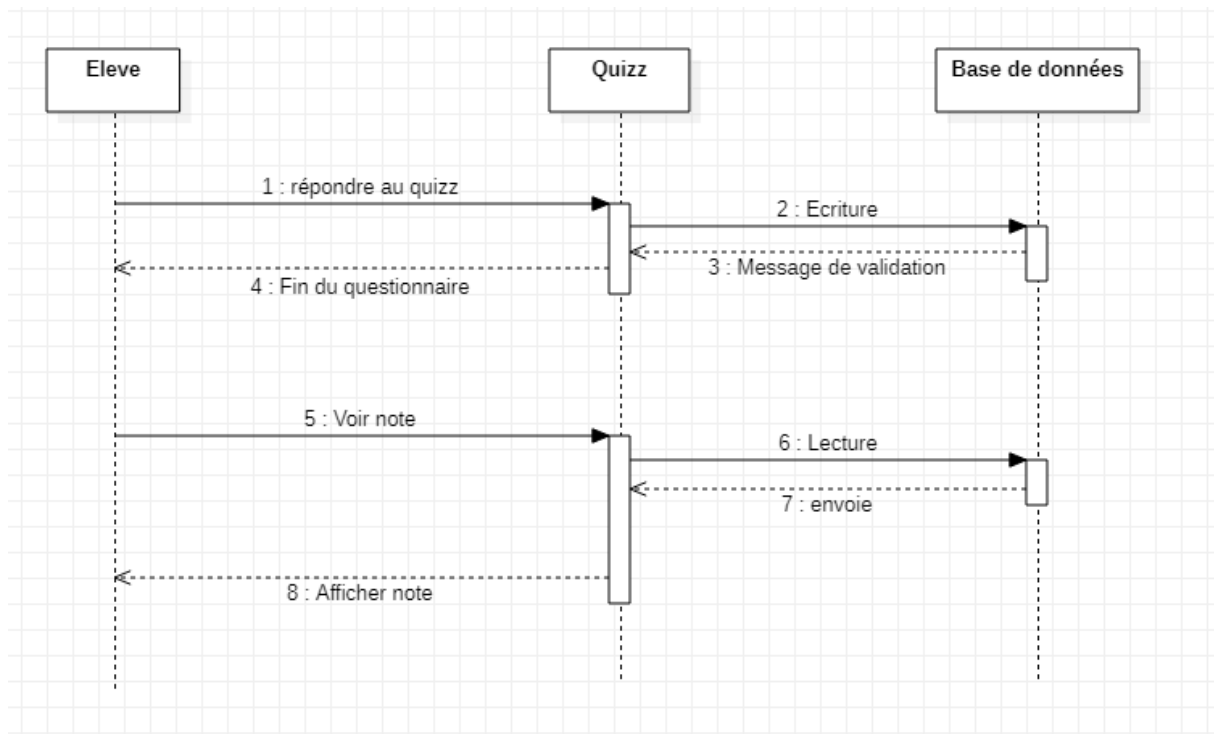 Eleve
Quizz
Base de données
1 : répondre au quizz
2 : Ecriture
3 : Message de validation
4 : Fin du questionnaire
5 : Voir note
6 : Lecture
7 : envoie
8 : Afficher note